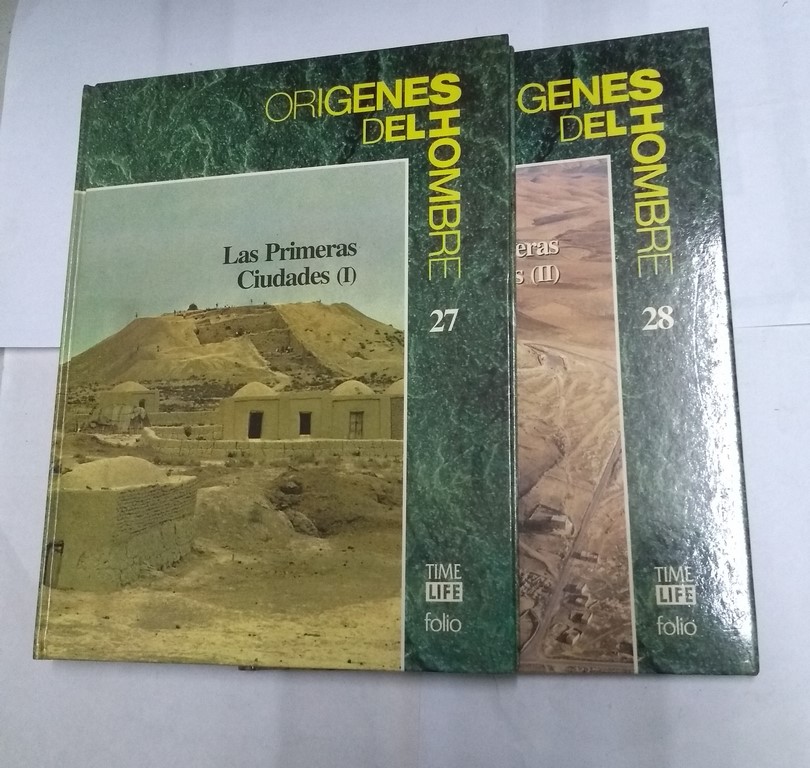 ORIGENES
DEL HOMBRE
Las Primeras
Ciudades (I)
27
TIME
LIFE
folio
GENES
DEL HOMBRE
eras
s (II)
28
TIME
LIFE
folio